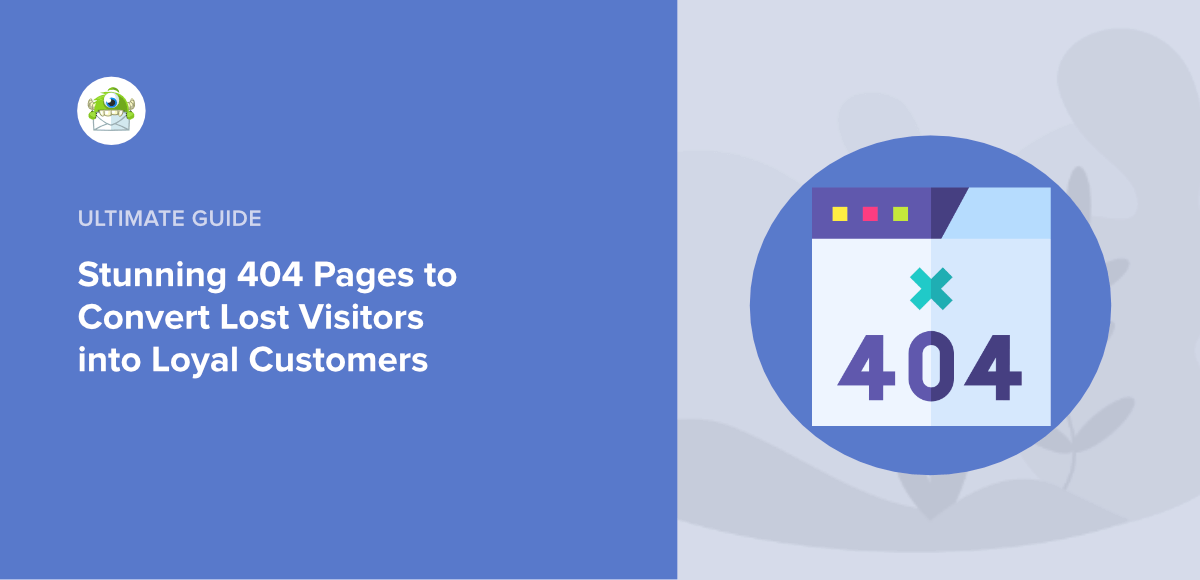 ULTIMATE GUIDE
Stunning 404 Pages to
Convert Lost Visitors
into Loyal Customers
404